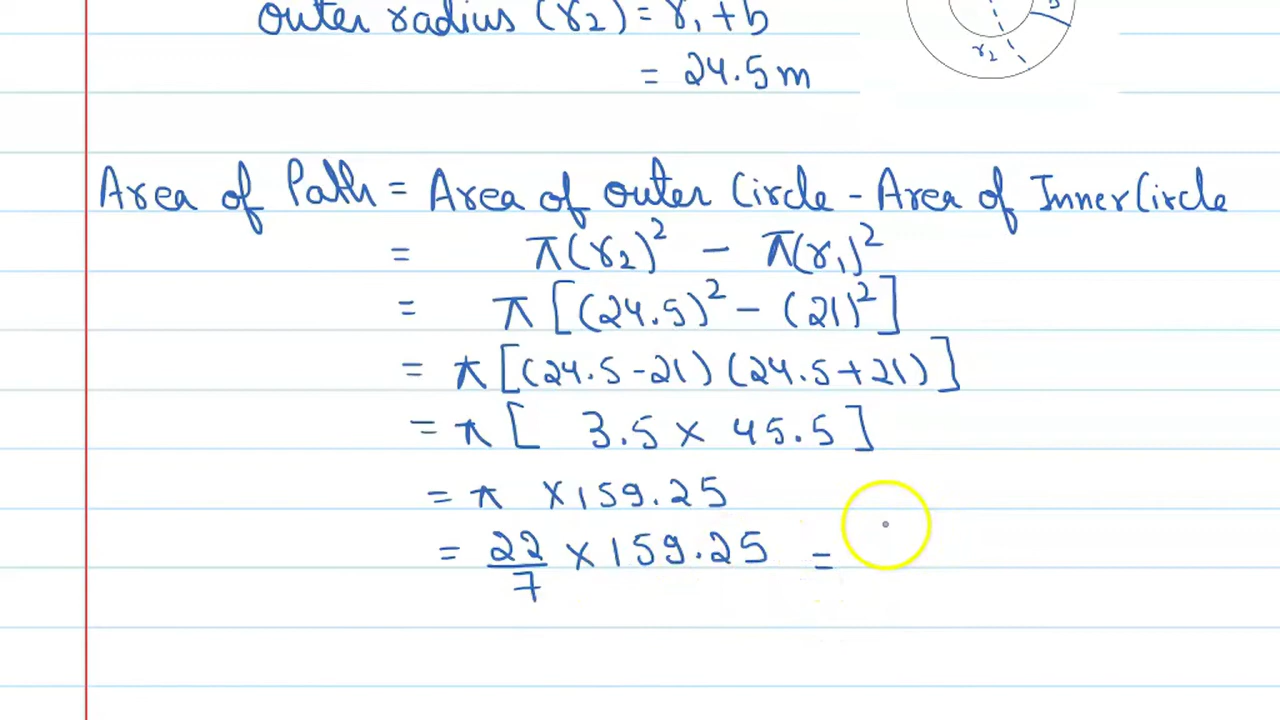 outer radius (r2) = r1 + b
= 24.5m
r2
Area of Path = Area of outer Circle - Area of Inner Circle
= π(r2)² - π(r1)²
= π[(24.5)² - (21)²]
= π[(24.5-21)(24.5+21)]
= π[ 3.5 × 45.5]
= π ×159.25
= 22/7 ×159.25 =